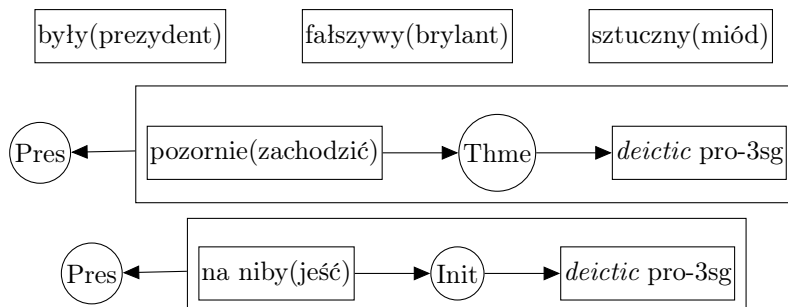 były(prezydent) fałszywy(brylant) sztuczny(miód)
Pres pozornie(zachodzić) Thme deictic pro-3sg
Pres na niby(jeść) Init deictic pro-3sg